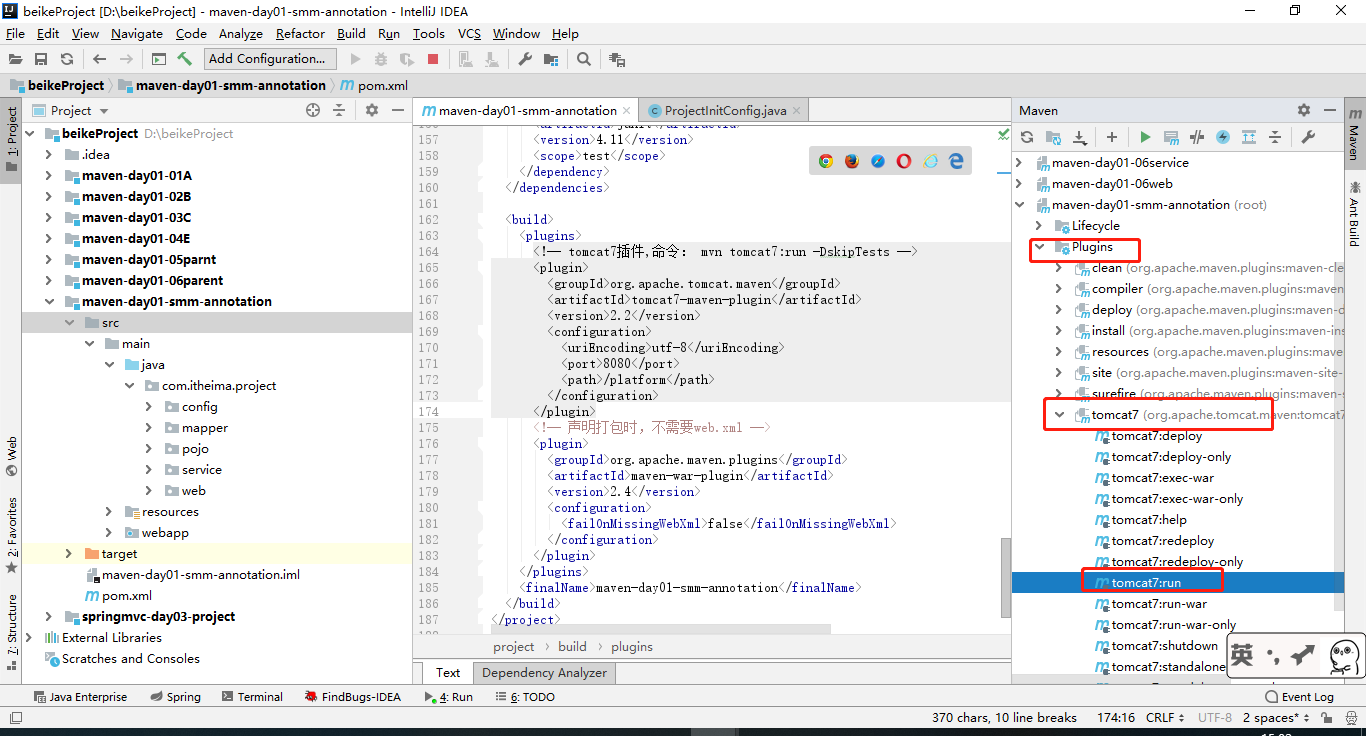 beikeProject [D:\beikeProject] - maven-day01-smm-annotation - IntelliJ IDEA
File Edit View Navigate Code Analyze Refactor Build Run Tools VCS Window Help
Add Configuration...
beikeProject maven-day01-smm-annotation pom.xml
1: Project
Web
2: Favorites
7: Structure
Project
beikeProject D:\beikeProject
.idea
maven-day01-01A
maven-day01-02B
maven-day01-03C
maven-day01-04E
maven-day01-05parnt
maven-day01-06parent
maven-day01-smm-annotation
src
main
java
com.itheima.project
config
mapper
pojo
service
web
resources
webapp
target
maven-day01-smm-annotation.iml
pom.xml
springmvc-day03-project
External Libraries
Scratches and Consoles
maven-day01-smm-annotation ProjectInitConfig.java
157 <version>4.11</version>
158 <scope>test</scope>
159 </dependency>
160 </dependencies>
161
162 <build>
163 <plugins>
164 <!— tomcat7插件,命令： mvn tomcat7:run -DskipTests —>
165 <plugin>
166 <groupId>org.apache.tomcat.maven</groupId>
167 <artifactId>tomcat7-maven-plugin</artifactId>
168 <version>2.2</version>
169 <configuration>
170 <uriEncoding>utf-8</uriEncoding>
171 <port>8080</port>
172 <path>/platform</path>
173 </configuration>
174 </plugin>
175 <!— 声明打包时，不需要web.xml —>
176 <plugin>
177 <groupId>org.apache.maven.plugins</groupId>
178 <artifactId>maven-war-plugin</artifactId>
179 <version>2.4</version>
180 <configuration>
181 <failOnMissingWebXml>false</failOnMissingWebXml>
182 </configuration>
183 </plugin>
184 </plugins>
185 <finalName>maven-day01-smm-annotation</finalName>
186 </build>
187 </project>
project build plugins
Text Dependency Analyzer
Maven
maven-day01-06service
maven-day01-06web
maven-day01-smm-annotation (root)
Lifecycle
Plugins
clean (org.apache.maven.plugins:maven-cle
compiler (org.apache.maven.plugins:maven
deploy (org.apache.maven.plugins:maven-d
install (org.apache.maven.plugins:maven-ins
resources (org.apache.maven.plugins:maven
site (org.apache.maven.plugins:maven-site-
surefire (org.apache.maven.plugins:maven-s
tomcat7 (org.apache.tomcat.maven:tomcat7
tomcat7:deploy
tomcat7:deploy-only
tomcat7:exec-war
tomcat7:exec-war-only
tomcat7:help
tomcat7:redeploy
tomcat7:redeploy-only
tomcat7:run
tomcat7:run-war
tomcat7:run-war-only
tomcat7:shutdown
tomcat7:standalone
Maven
Ant Build
英
Java Enterprise Spring Terminal FindBugs-IDEA 4: Run 6: TODO Event Log
370 chars, 10 line breaks 174:16 CRLF UTF-8 2 spaces*